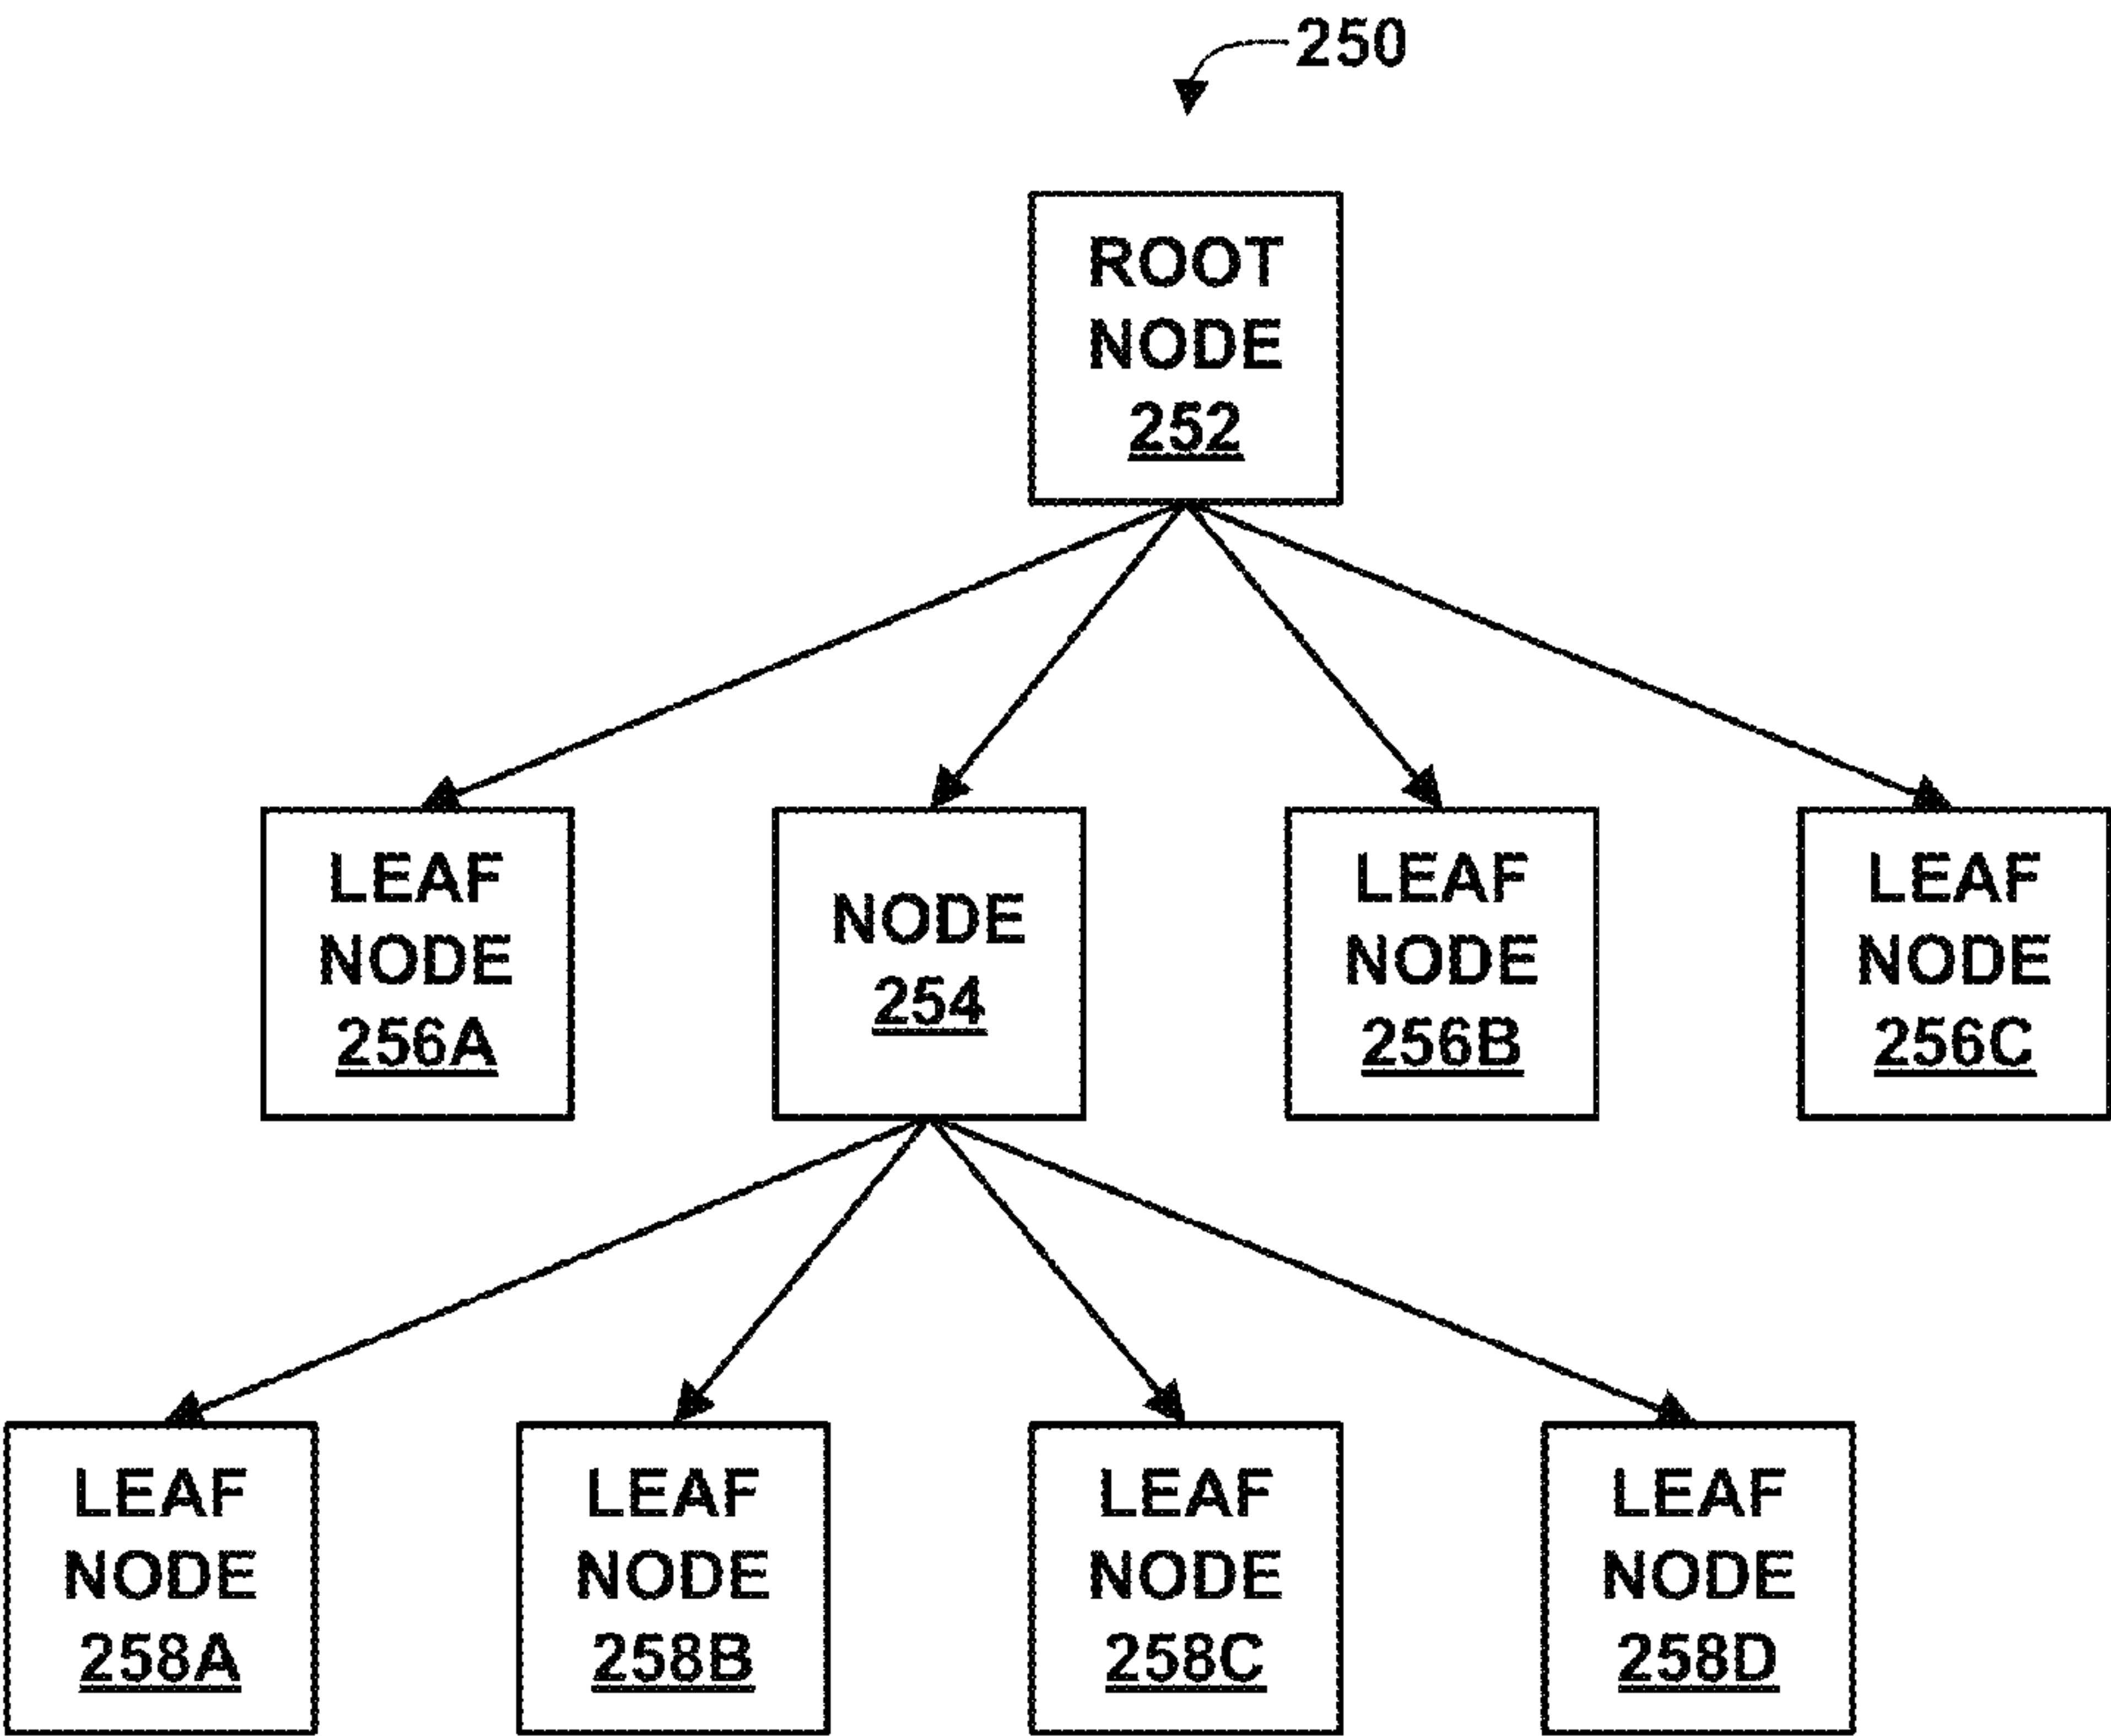 250
ROOT
NODE
252
LEAF
NODE
256A
NODE
254
LEAF
NODE
256B
LEAF
NODE
256C
LEAF
NODE
258A
LEAF
NODE
258B
LEAF
NODE
258C
LEAF
NODE
258D